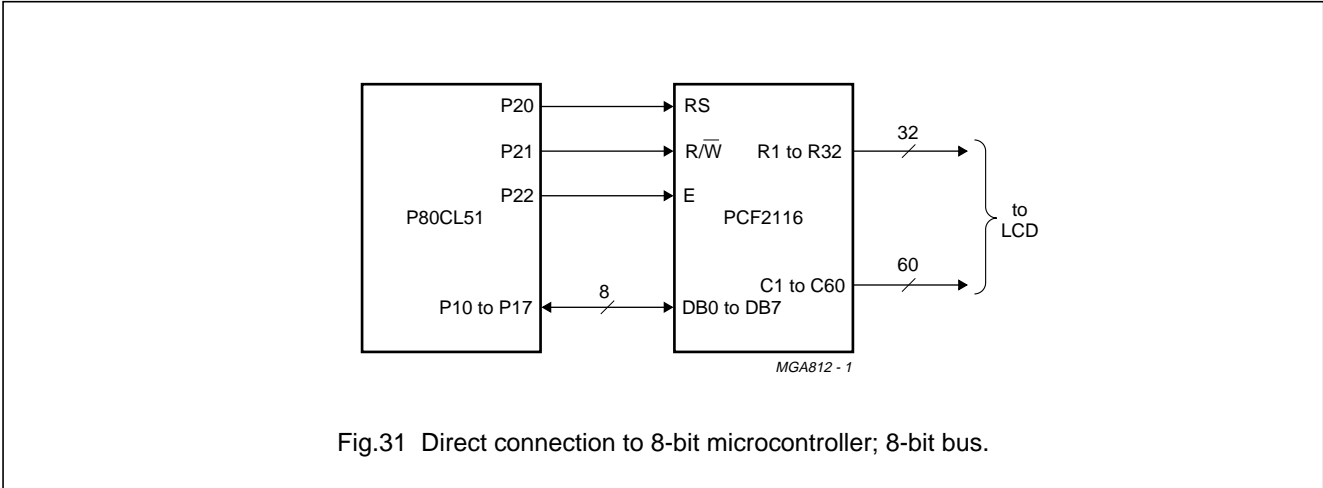 P20
RS
P21
R/W̅
R1 to R32
32
P22
E
P80CL51
PCF2116
to
LCD
P10 to P17
8
DB0 to DB7
C1 to C60
60
MGA812 - 1
Fig.31 Direct connection to 8-bit microcontroller; 8-bit bus.